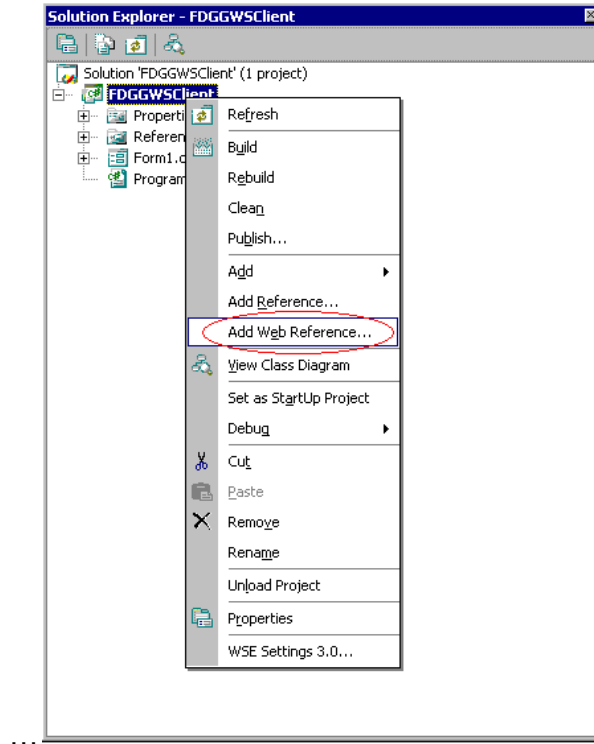 Solution Explorer - FDGGWSClient
Solution 'FDGGWSClient' (1 project)
FDGGWSClient
Properti
Referen
Form1.c
Program
Refresh
Build
Rebuild
Clean
Publish...
Add
Add Reference...
Add Web Reference...
View Class Diagram
Set as StartUp Project
Debug
Cut
Paste
Remove
Rename
Unload Project
Properties
WSE Settings 3.0...
...